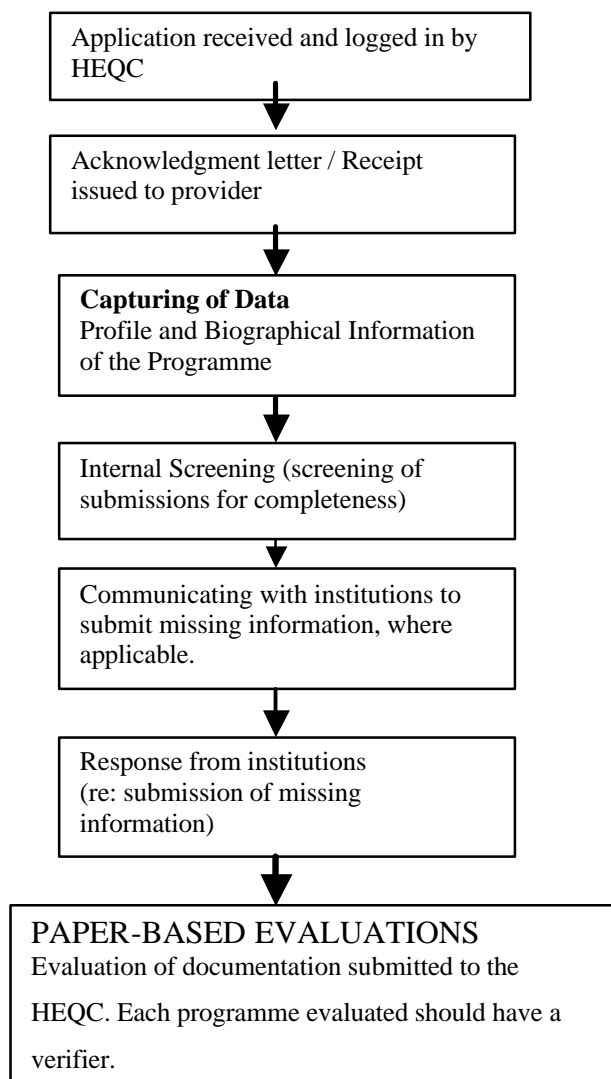 Application received and logged in by
HEQC
Acknowledgment letter / Receipt
issued to provider
Capturing of Data
Profile and Biographical Information
of the Programme
Internal Screening (screening of
submissions for completeness)
Communicating with institutions to
submit missing information, where
applicable.
Response from institutions
(re: submission of missing
information)
PAPER-BASED EVALUATIONS
Evaluation of documentation submitted to the
HEQC. Each programme evaluated should have a
verifier.